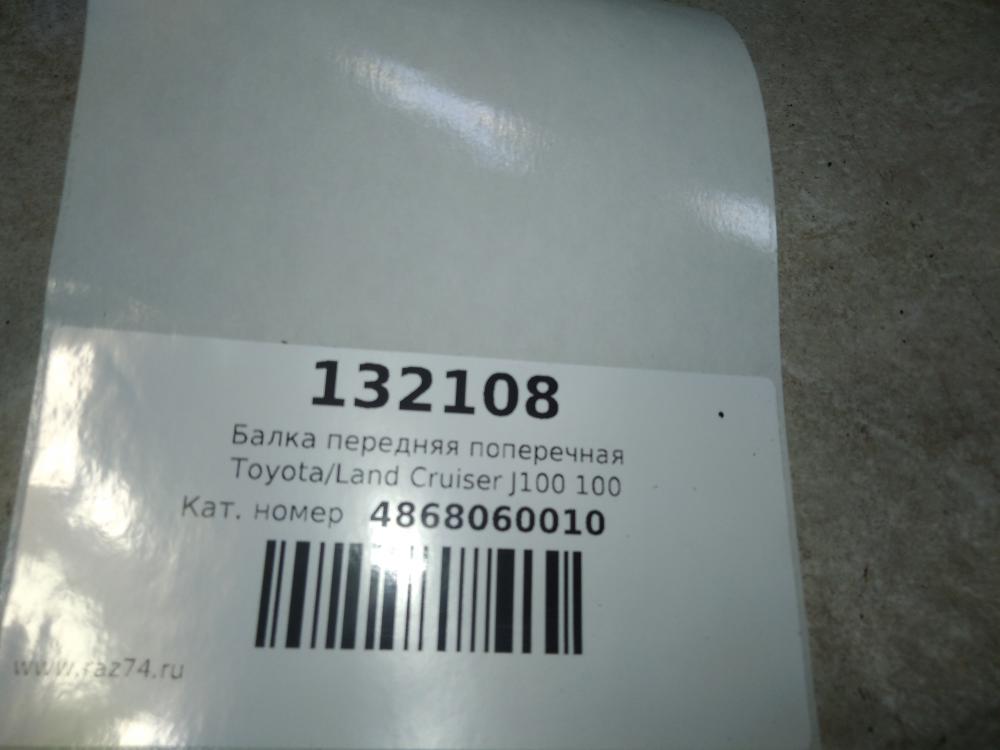 132108
Балка передняя поперечная
Toyota/Land Cruiser J100 100
Кат. номер 4868060010
www.raz74.ru